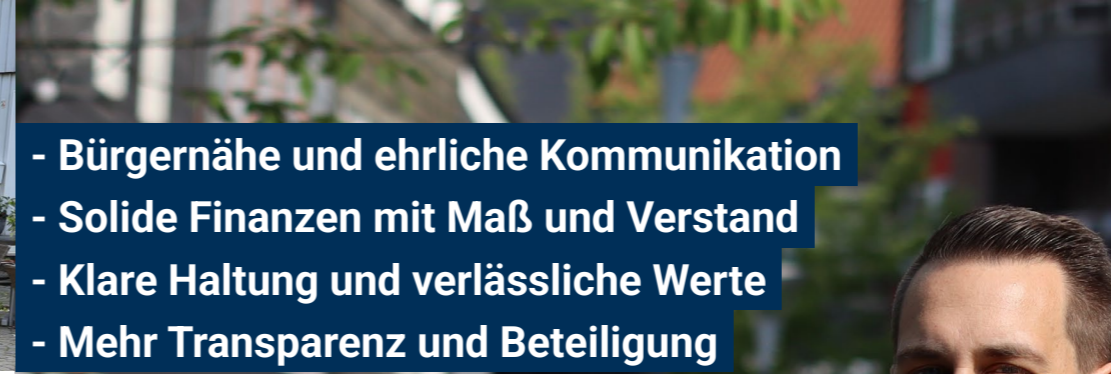 - Bürgernähe und ehrliche Kommunikation
- Solide Finanzen mit Maß und Verstand
- Klare Haltung und verlässliche Werte
- Mehr Transparenz und Beteiligung